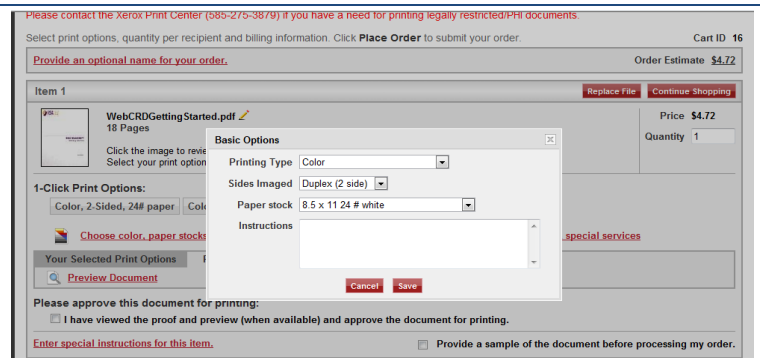 Please contact the Xerox Print Center (585-275-3879) if you have a need for printing legally restricted/PHI documents.
Select print options, quantity per recipient and billing information. Click Place Order to submit your order. Cart ID 16
Provide an optional name for your order. Order Estimate $4.72
Item 1 Replace File Continue Shopping
WebCRDGettingStarted.pdf Price $4.72
18 Pages
Quantity 1
Click the image to revie
Select your print option
Basic Options
Printing Type Color
Sides Imaged Duplex (2 side)
Paper stock 8.5 x 11 24 # white
Instructions
Cancel Save
1-Click Print Options:
Color, 2-Sided, 24# paper
Choose color, paper stocks special services
Your Selected Print Options
Preview Document
Please approve this document for printing:
I have viewed the proof and preview (when available) and approve the document for printing.
Enter special instructions for this item. Provide a sample of the document before processing my order.